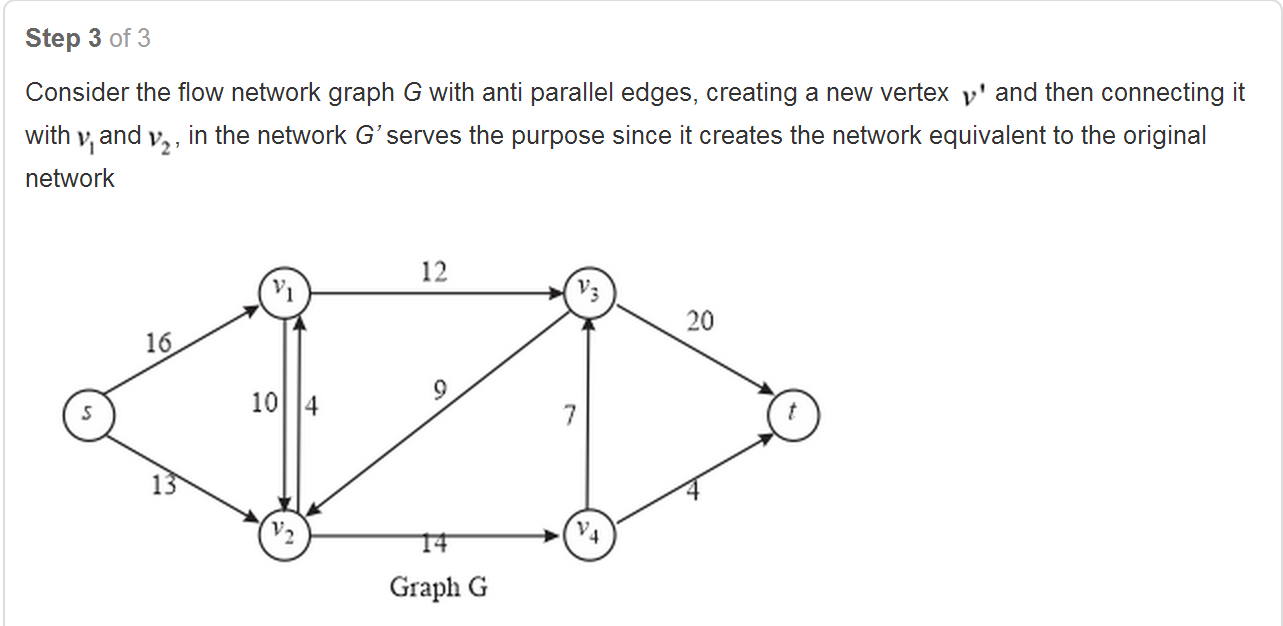 Step 3 of 3
Consider the flow network graph G with anti parallel edges, creating a new vertex v' and then connecting it
with v₁ and v₂, in the network G' serves the purpose since it creates the network equivalent to the original
network
12
v₁
v₃
20
16
9
10
4
7
s
t
13
4
v₂
v₄
14
Graph G